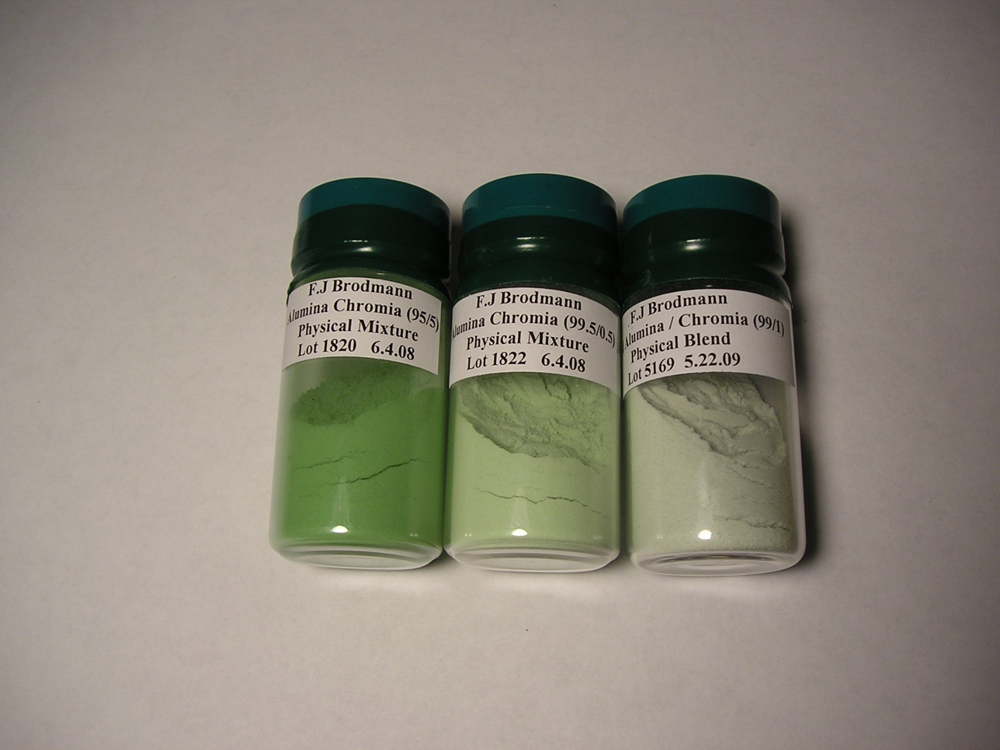 F.J Brodmann
Alumina Chromia (95/5)
Physical Mixture
Lot 1820 6.4.08
F.J Brodmann
Alumina Chromia (99.5/0.5)
Physical Mixture
Lot 1822 6.4.08
F.J Brodmann
Alumina / Chromia (99/1)
Physical Blend
Lot 5169 5.22.09